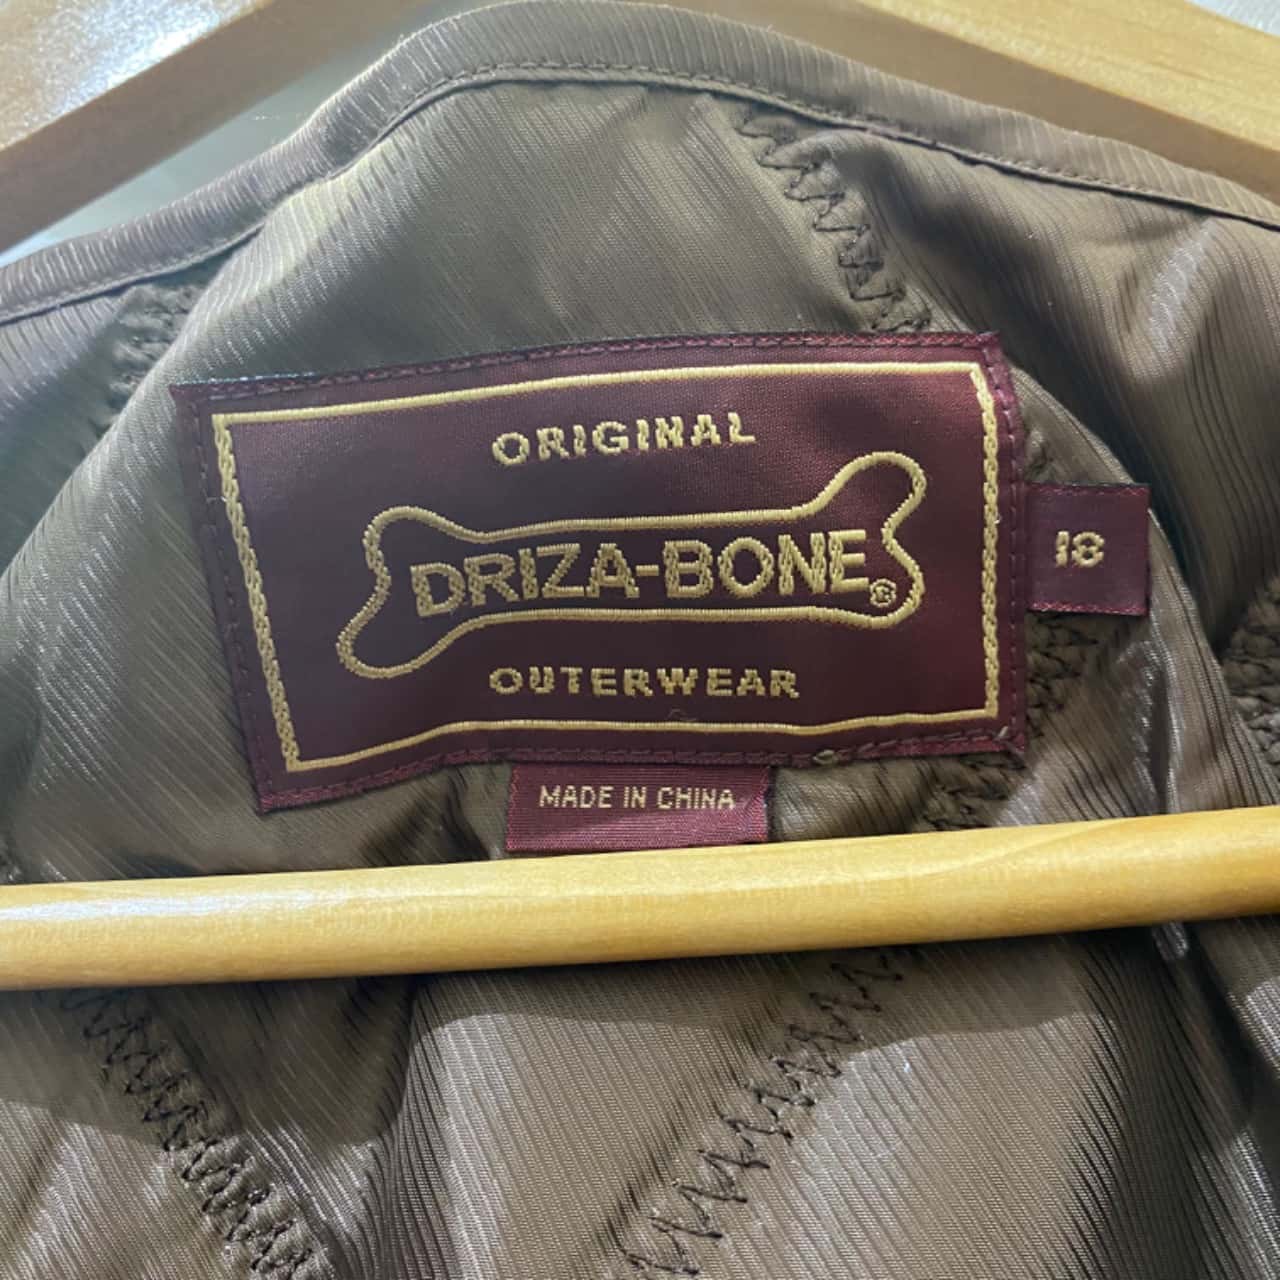 ORIGINAL
DRIZA-BONE®
OUTERWEAR
18
MADE IN CHINA